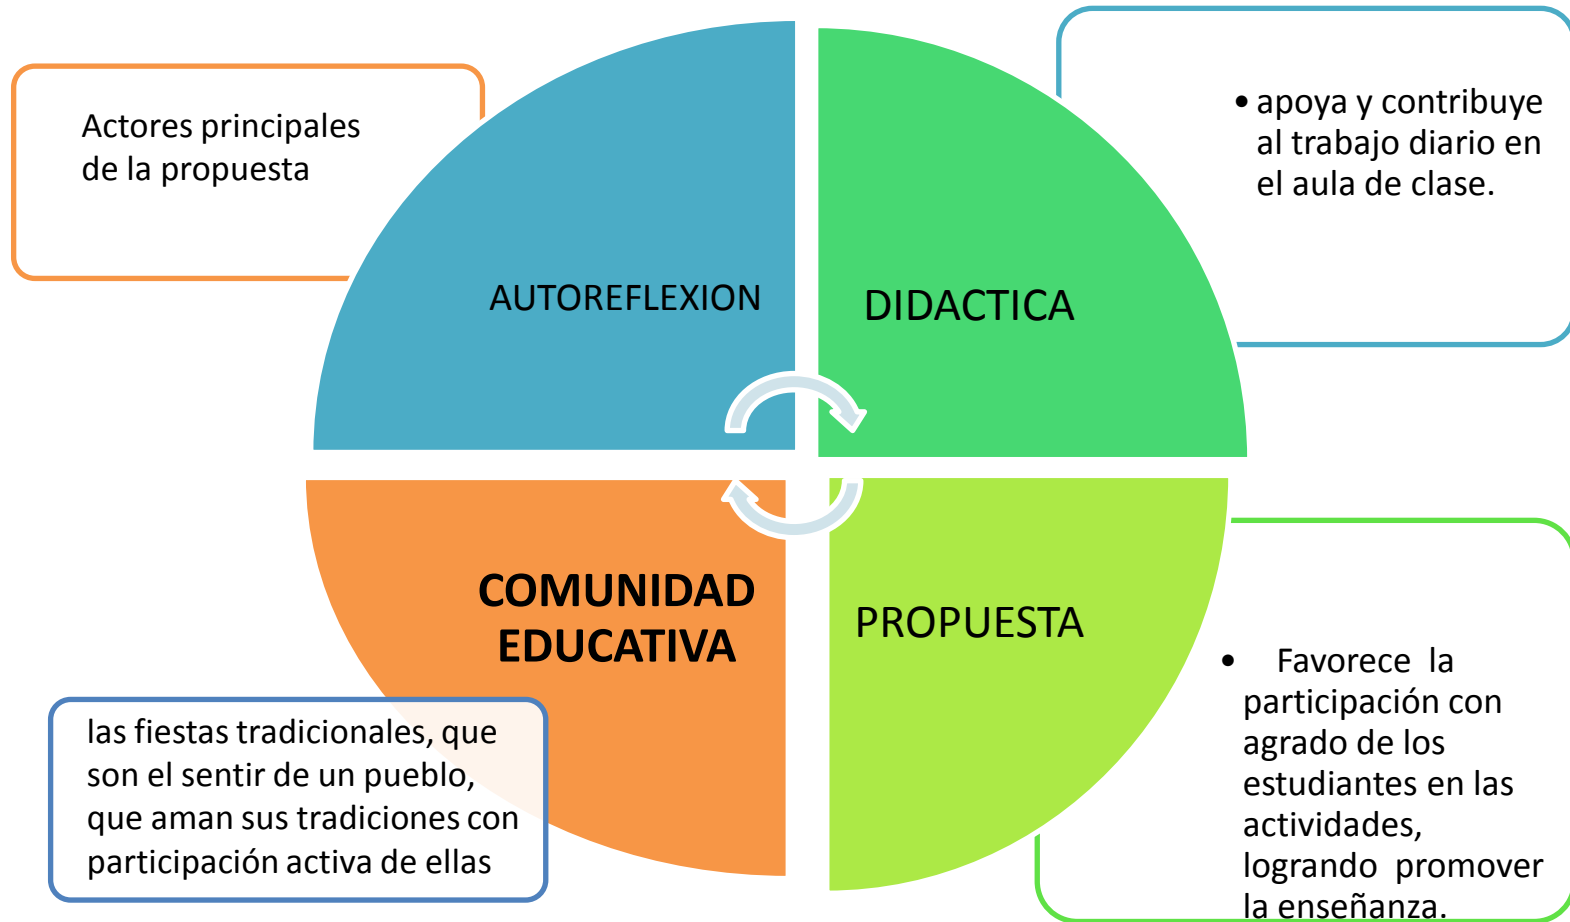 Actores principales
de la propuesta
AUTOREFLEXION
DIDACTICA
• apoya y contribuye
al trabajo diario en
el aula de clase.
COMUNIDAD
EDUCATIVA
las fiestas tradicionales, que
son el sentir de un pueblo,
que aman sus tradiciones con
participación activa de ellas
PROPUESTA
• Favorece la
participación con
agrado de los
estudiantes en las
actividades,
logrando promover
la enseñanza.